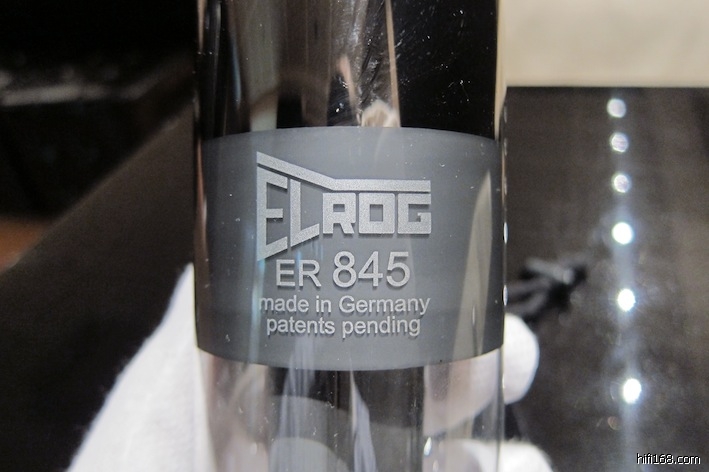 ELROG
ER 845
made in Germany
patents pending
hifi168.com